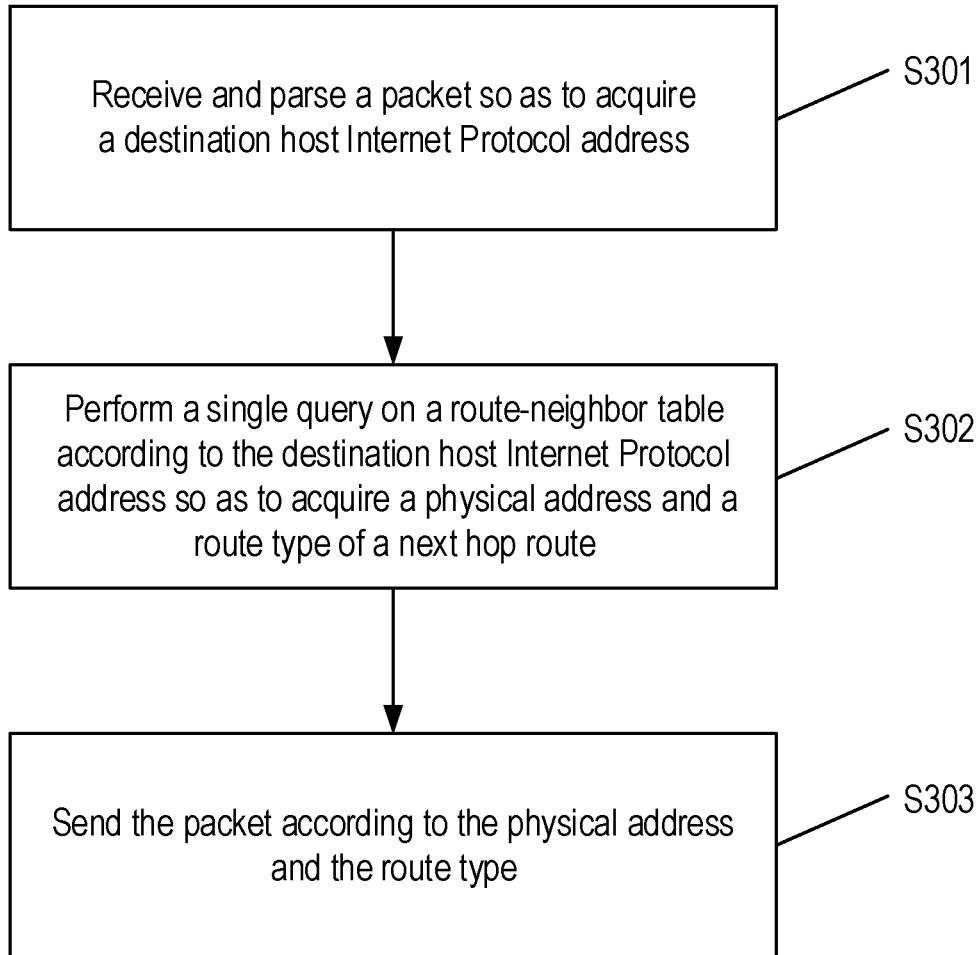 Receive and parse a packet so as to acquire
a destination host Internet Protocol address
S301
Perform a single query on a route-neighbor table
according to the destination host Internet Protocol
address so as to acquire a physical address and a
route type of a next hop route
S302
Send the packet according to the physical address
and the route type
S303